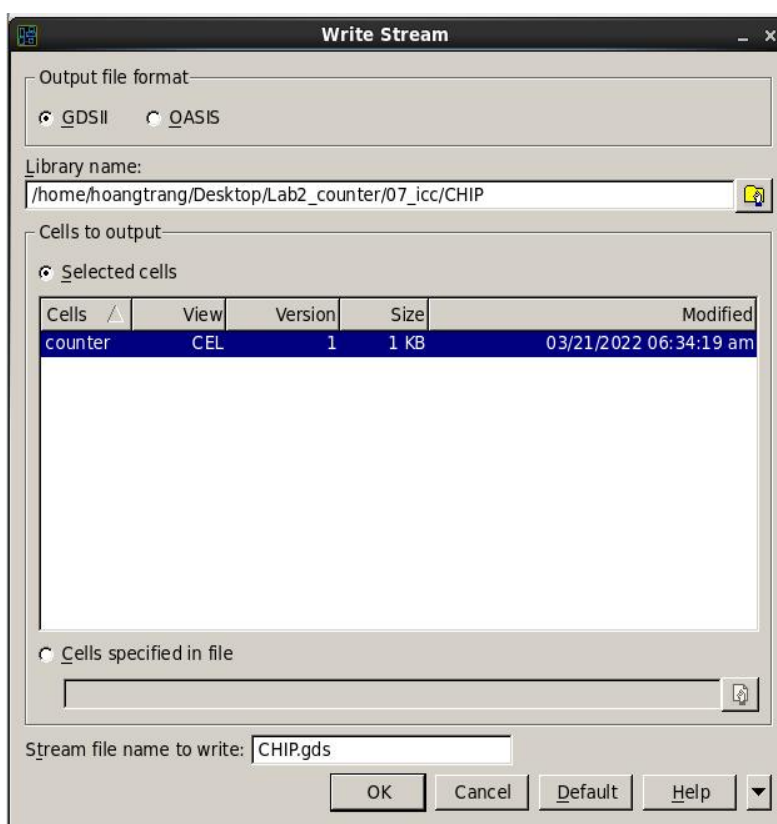 Write Stream
Output file format
GDSII OASIS
Library name:
/home/hoangtrang/Desktop/Lab2_counter/07_icc/CHIP
Cells to output
Selected cells
Cells View Version Size Modified
counter CEL 1 1 KB 03/21/2022 06:34:19 am
Cells specified in file
Stream file name to write: CHIP.gds
OK Cancel Default Help